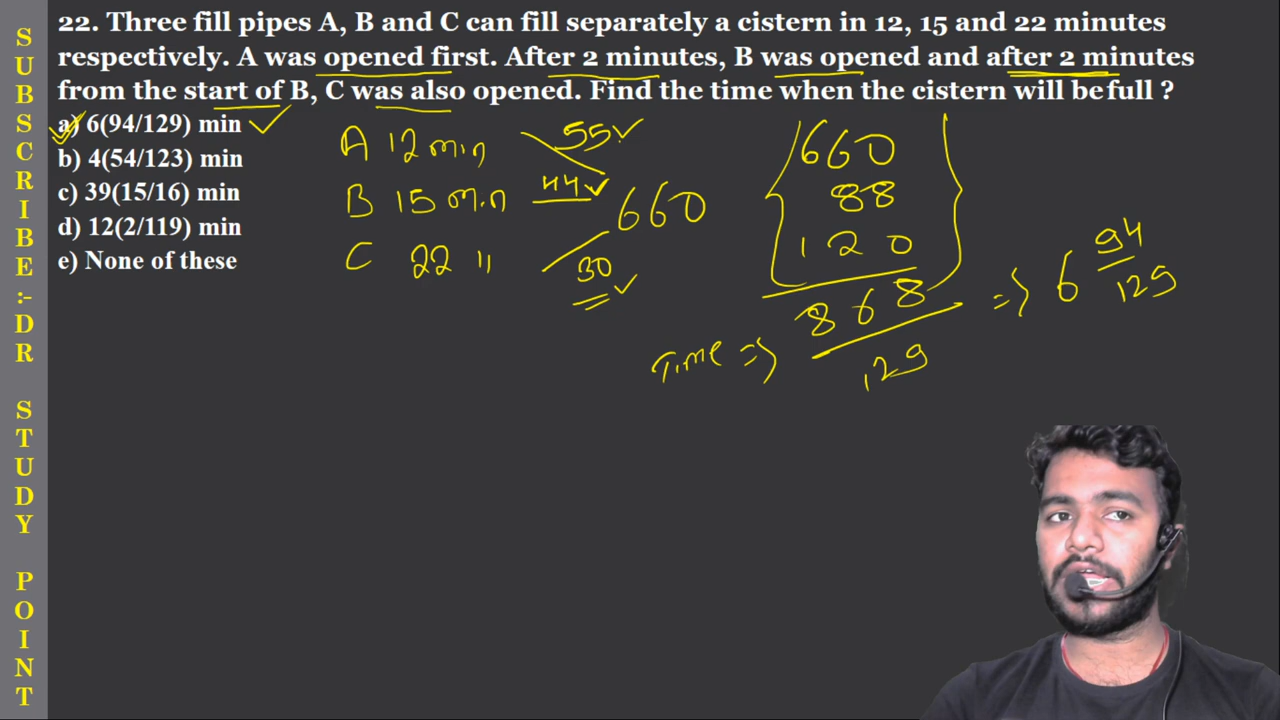 SUBSCRIBE:-DR STUDY POINT
22. Three fill pipes A, B and C can fill separately a cistern in 12, 15 and 22 minutes
respectively. A was opened first. After 2 minutes, B was opened and after 2 minutes
from the start of B, C was also opened. Find the time when the cistern will be full ?
a) 6(94/129) min
b) 4(54/123) min
c) 39(15/16) min
d) 12(2/119) min
e) None of these
A 12 min 55
B 15 min 44 660
C 22 11 30
660
88
120
868
Time => 129 => 6 94/129